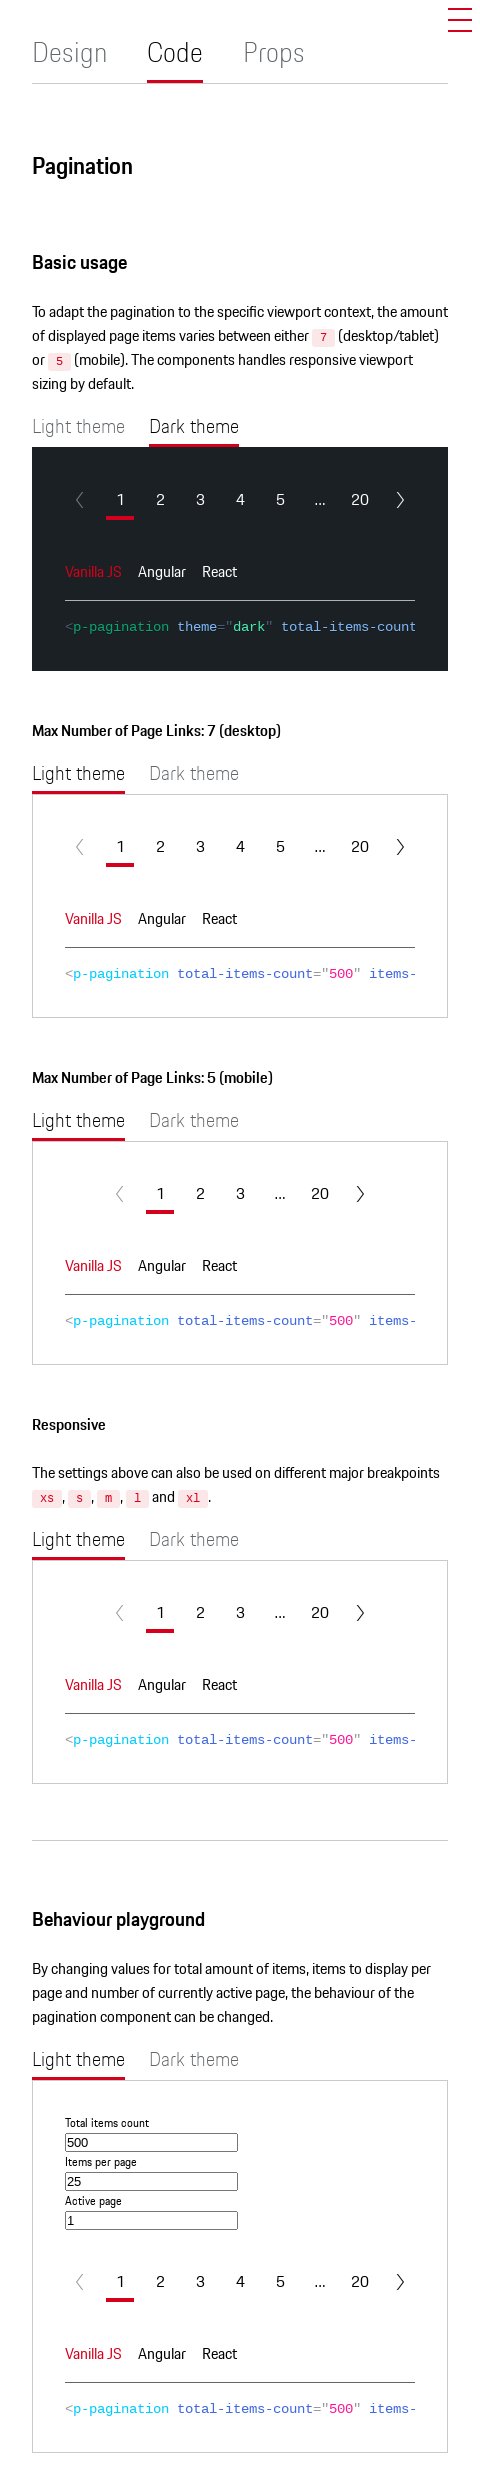 Design Code Props
Pagination
Basic usage
To adapt the pagination to the specific viewport context, the amount
of displayed page items varies between either 7 (desktop/tablet)
or 5 (mobile). The components handles responsive viewport
sizing by default.
Light theme Dark theme
1 2 3 4 5 ... 20
Vanilla JS Angular React
<p-pagination theme="dark" total-items-count
Max Number of Page Links: 7 (desktop)
Light theme Dark theme
1 2 3 4 5 ... 20
Vanilla JS Angular React
<p-pagination total-items-count="500" items-
Max Number of Page Links: 5 (mobile)
Light theme Dark theme
1 2 3 ... 20
Vanilla JS Angular React
<p-pagination total-items-count="500" items-
Responsive
The settings above can also be used on different major breakpoints
xs, s, m, l and xl.
Light theme Dark theme
1 2 3 ... 20
Vanilla JS Angular React
<p-pagination total-items-count="500" items-
Behaviour playground
By changing values for total amount of items, items to display per
page and number of currently active page, the behaviour of the
pagination component can be changed.
Light theme Dark theme
Total items count
500
Items per page
25
Active page
1
1 2 3 4 5 ... 20
Vanilla JS Angular React
<p-pagination total-items-count="500" items-